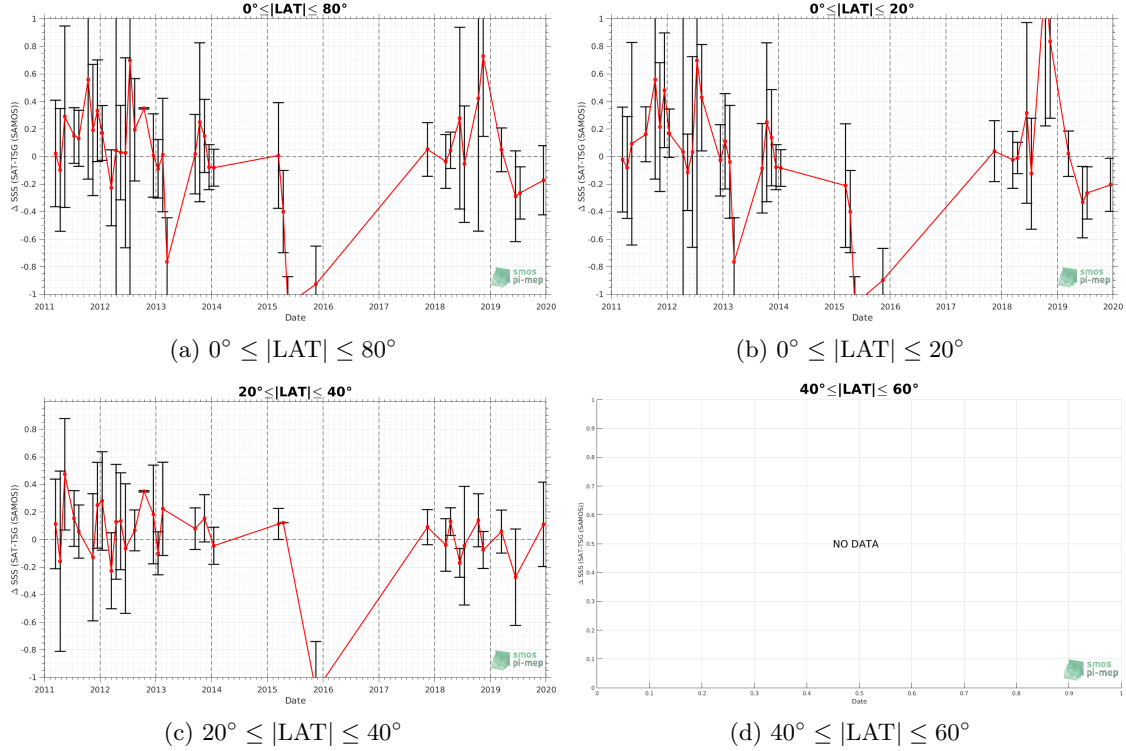 0°≤|LAT|≤ 80°
Δ SSS (SAT-TSG (SAMOS))
1
0.8
0.6
0.4
0.2
0
-0.2
-0.4
-0.6
-0.8
-1
2011 2012 2013 2014 2015 2016 2017 2018 2019 2020
Date
smos
pi-mep
(a) 0° ≤ |LAT| ≤ 80°
0°≤|LAT|≤ 20°
Δ SSS (SAT-TSG (SAMOS))
1
0.8
0.6
0.4
0.2
0
-0.2
-0.4
-0.6
-0.8
-1
2011 2012 2013 2014 2015 2016 2017 2018 2019 2020
Date
smos
pi-mep
(b) 0° ≤ |LAT| ≤ 20°
20°≤|LAT|≤ 40°
Δ SSS (SAT-TSG (SAMOS))
0.8
0.6
0.4
0.2
0
-0.2
-0.4
-0.6
-0.8
-1
2011 2012 2013 2014 2015 2016 2017 2018 2019 2020
Date
smos
pi-mep
(c) 20° ≤ |LAT| ≤ 40°
40°≤|LAT|≤ 60°
Δ SSS (SAT-TSG (SAMOS))
1
0.9
0.8
0.7
0.6
0.5
0.4
0.3
0.2
0.1
0
NO DATA
0 0.1 0.2 0.3 0.4 0.5 0.6 0.7 0.8 0.9 1
Date
smos
pi-mep
(d) 40° ≤ |LAT| ≤ 60°